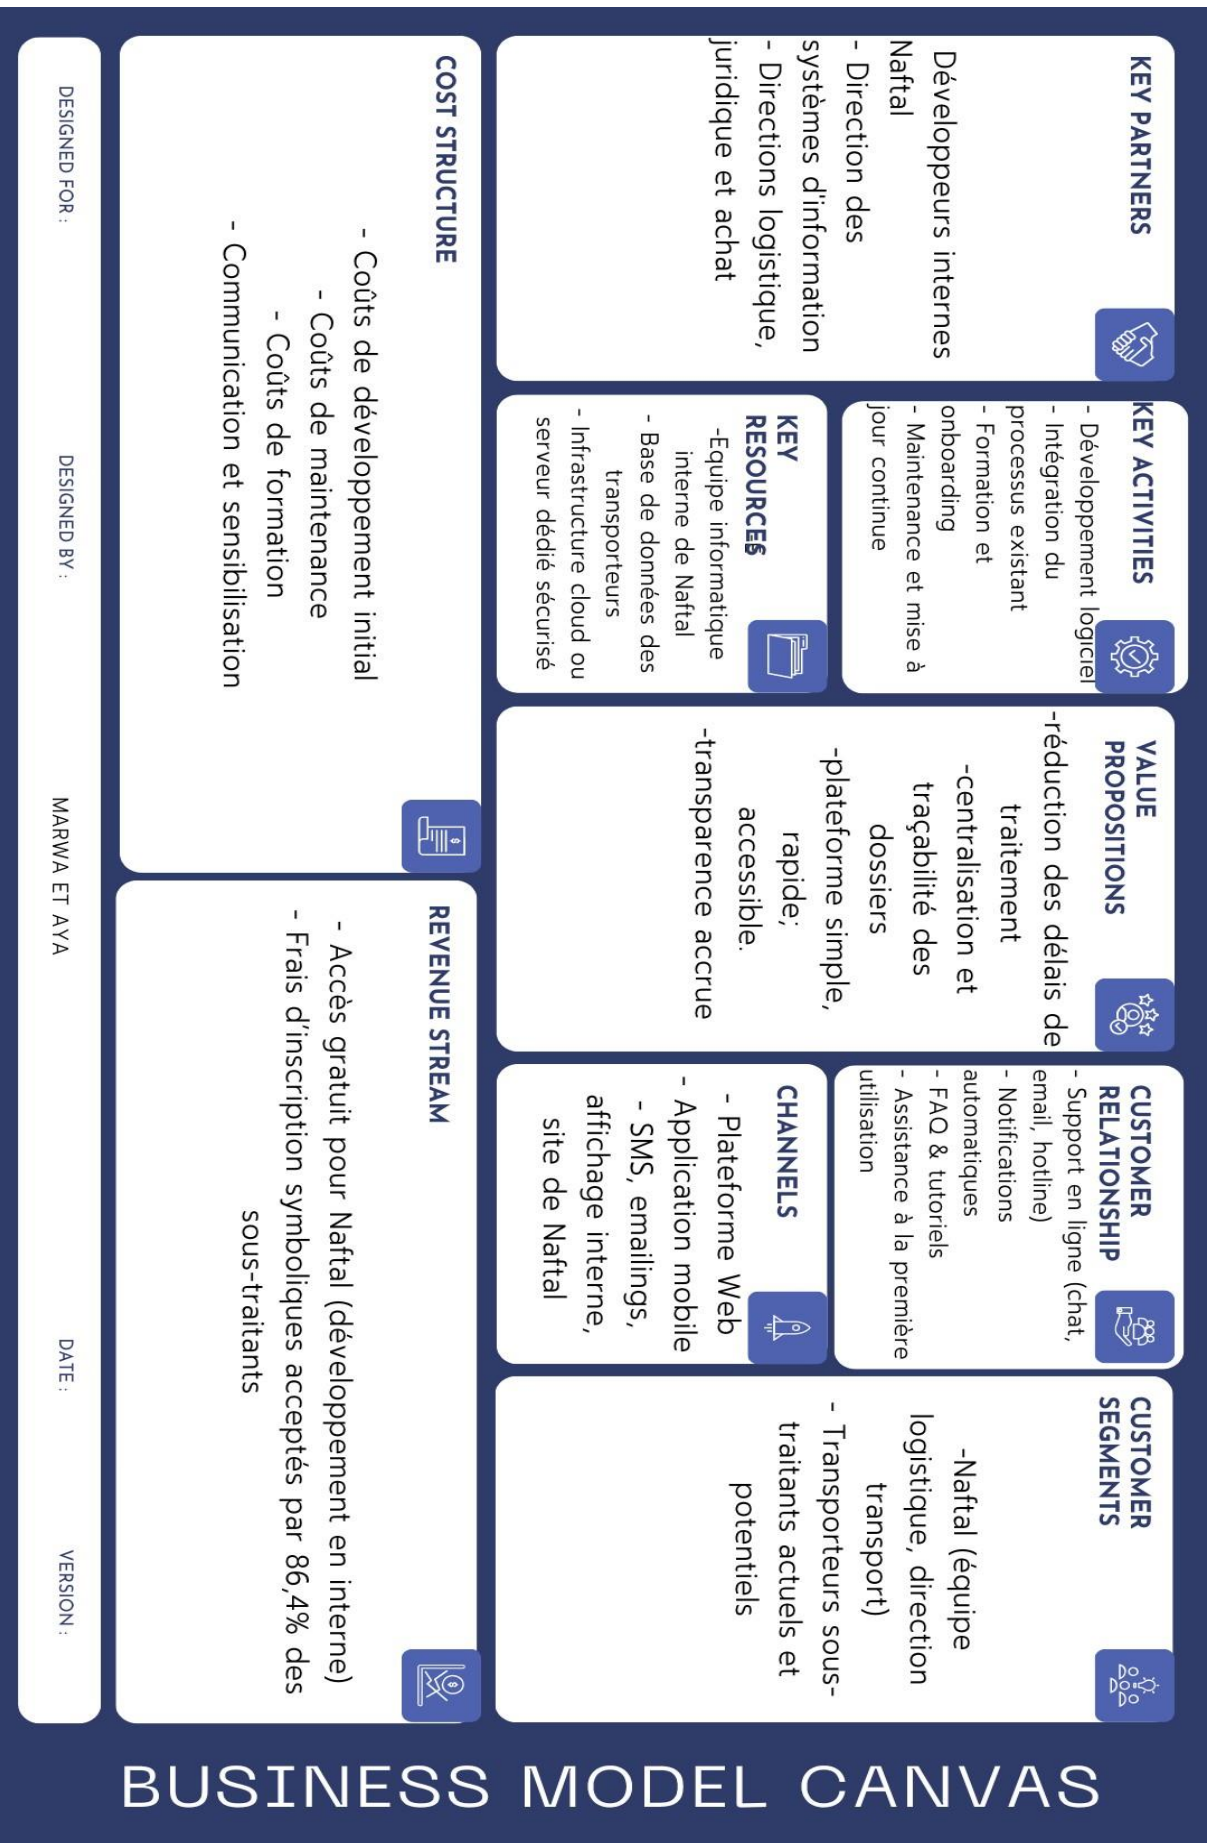 BUSINESS MODEL CANVAS
KEY PARTNERS
Développeurs internes
Naftal
- Direction des
systèmes d'information
- Directions logistique,
juridique et achat
KEY ACTIVITIES
- Développement logiciel
- Intégration du
processus existant
- Formation et
onboarding
- Maintenance et mise à
jour continue
KEY
RESOURCES
-Equipe informatique
interne de Naftal
- Base de données des
transporteurs
- Infrastructure cloud ou
serveur dédié sécurisé
VALUE
PROPOSITIONS
-réduction des délais de
traitement
-centralisation et
traçabilité des
dossiers
-plateforme simple,
rapide;
accessible.
-transparence accrue
CUSTOMER
RELATIONSHIP
- Support en ligne (chat,
email, hotline)
- Notifications
automatiques
- FAQ & tutoriels
- Assistance à la première
utilisation
CHANNELS
- Plateforme Web
- Application mobile
- SMS, emailings,
affichage interne,
site de Naftal
CUSTOMER
SEGMENTS
-Naftal (équipe
logistique, direction
transport)
- Transporteurs sous-
traitants actuels et
potentiels
COST STRUCTURE
- Coûts de développement initial
- Coûts de maintenance
- Coûts de formation
- Communication et sensibilisation
REVENUE STREAM
- Accès gratuit pour Naftal (développement en interne)
- Frais d’inscription symboliques acceptés par 86,4% des
sous-traitants
DESIGNED FOR :
DESIGNED BY :
MARWA ET AYA
DATE :
VERSION :